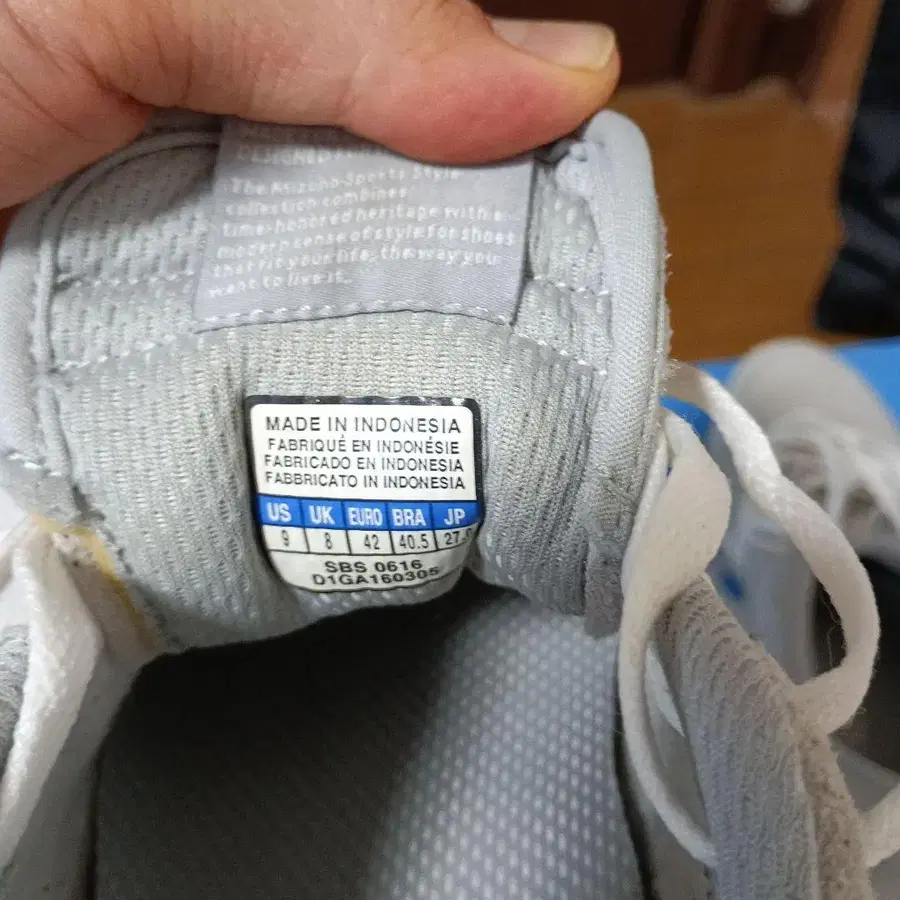 The Mizuno Sports Style
collection combines
time-honored heritage with a
modern sense of style for shoes
that fit your life, the way you
want to live it.
MADE IN INDONESIA
FABRIQUÉ EN INDONÉSIE
FABRICADO EN INDONESIA
FABBRICATO IN INDONESIA
US UK EURO BRA JP
9 8 42 40.5
SBS 0616
D1GA160305